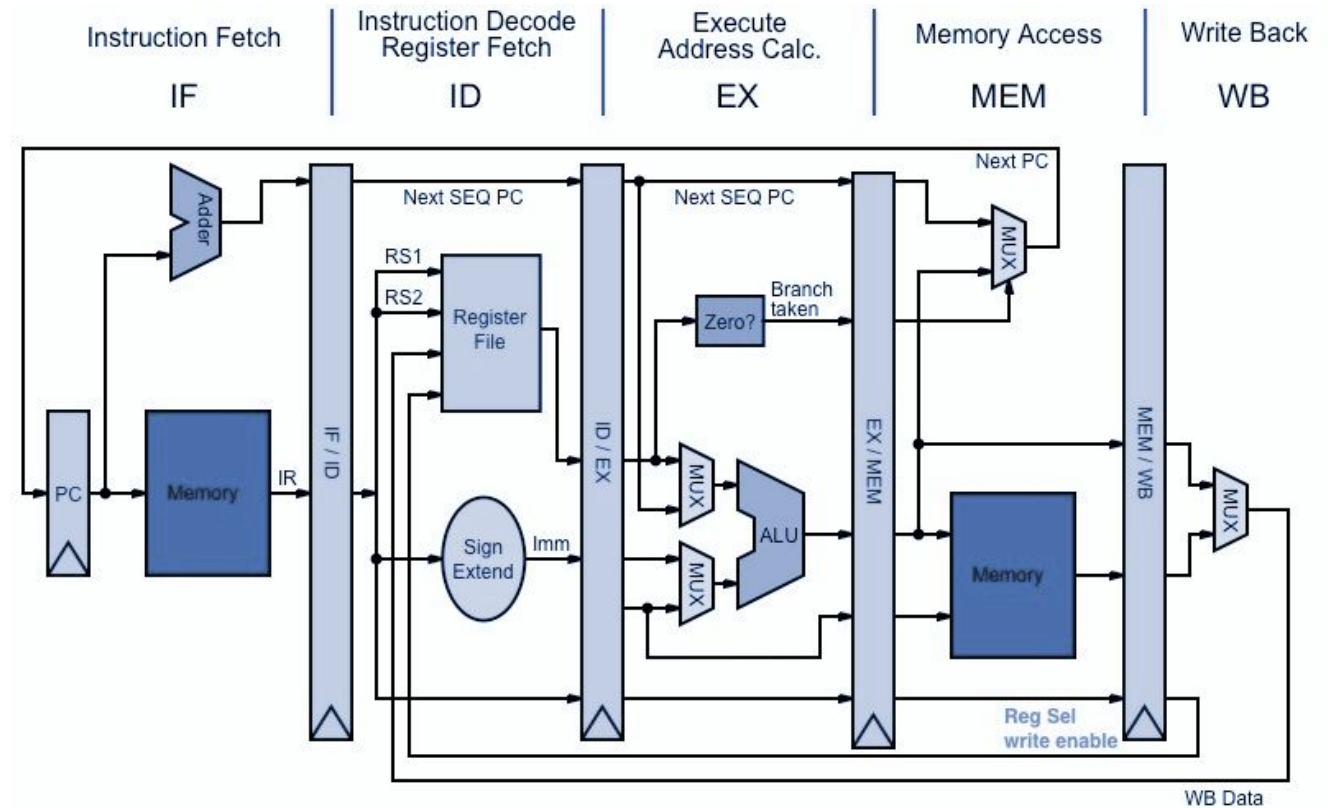 Instruction Fetch
IF
Instruction Decode
Register Fetch
ID
Execute
Address Calc.
EX
Memory Access
MEM
Write Back
WB
Next PC
Adder
Next SEQ PC
Next SEQ PC
MUX
RS1
RS2
Register
File
Branch
taken
Zero?
IF / ID
ID / EX
EX / MEM
MEM / WB
PC
Memory
IR
MUX
ALU
MUX
Sign
Extend
Imm
Memory
MUX
Reg Sel
write enable
WB Data